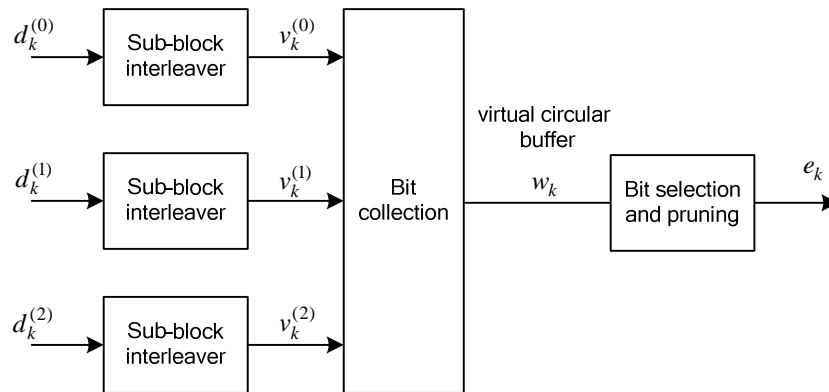 d_k^{(0)}
Sub-block
interleaver
v_k^{(0)}
virtual circular
buffer
d_k^{(1)}
Sub-block
interleaver
v_k^{(1)}
Bit
collection
w_k
Bit selection
and pruning
e_k
d_k^{(2)}
Sub-block
interleaver
v_k^{(2)}